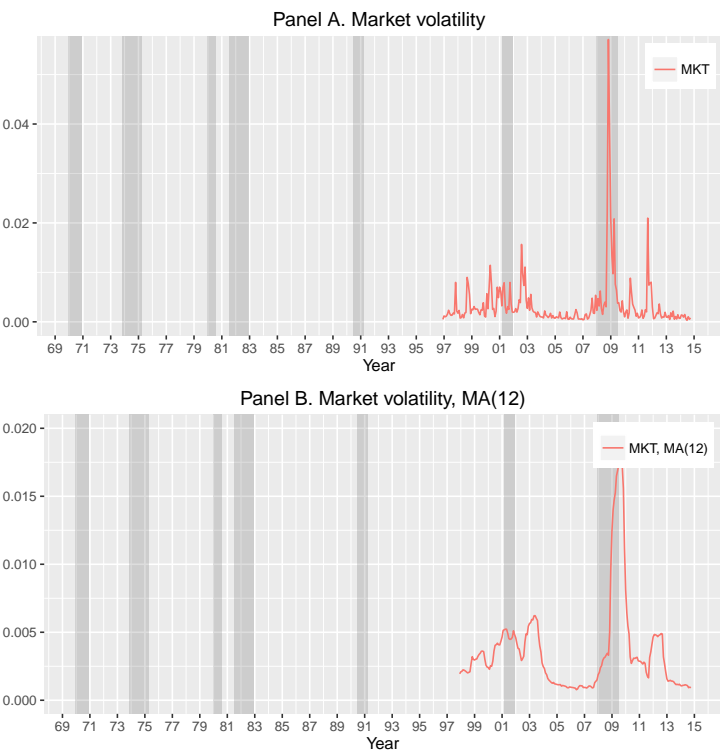 Panel A. Market volatility
MKT
0.04
0.02
0.00
69 71 73 75 77 79 81 83 85 87 89 91 93 95 97 99 01 03 05 07 09 11 13 15
Year
Panel B. Market volatility, MA(12)
0.020
MKT, MA(12)
0.015
0.010
0.005
0.000
69 71 73 75 77 79 81 83 85 87 89 91 93 95 97 99 01 03 05 07 09 11 13 15
Year